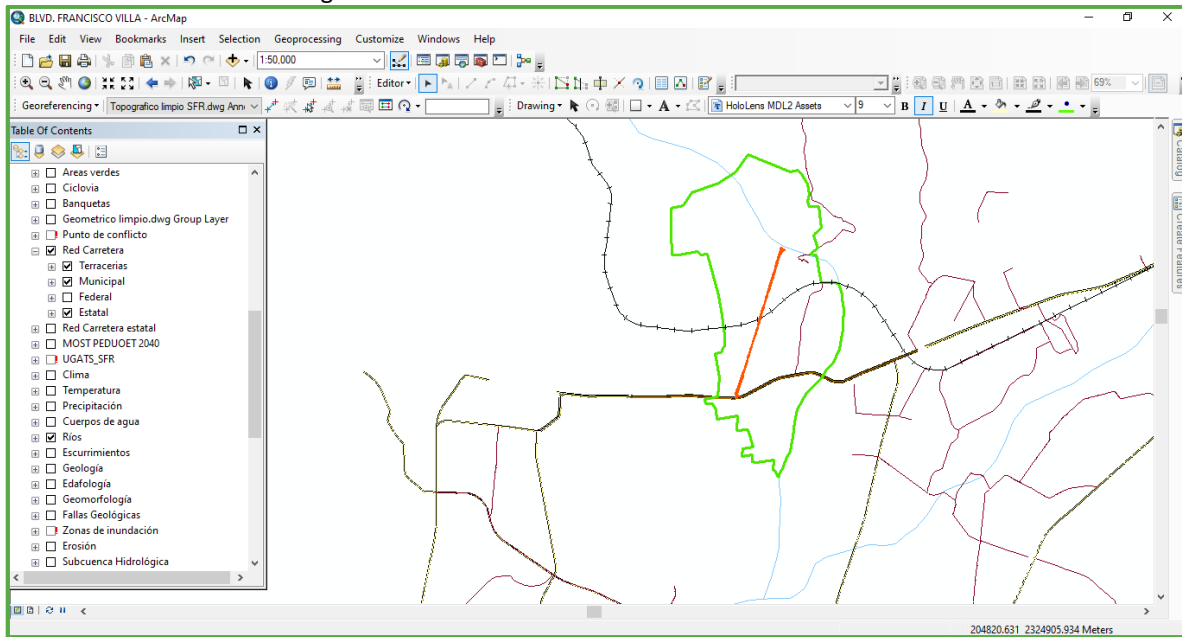 BLVD. FRANCISCO VILLA - ArcMap
File Edit View Bookmarks Insert Selection Geoprocessing Customize Windows Help
1:50,000
Editor
69%
Georeferencing Topografico limpio SFR.dwg Ann Drawing A HoloLens MDL2 Assets 9 B I U A
Table Of Contents
Areas verdes
Ciclovia
Banquetas
Geometrico limpio.dwg Group Layer
Punto de conflicto
Red Carretera
Terracerias
Municipal
Federal
Estatal
Red Carretera estatal
MOST PEDUOET 2040
UGATS_SFR
Clima
Temperatura
Precipitación
Cuerpos de agua
Ríos
Escurrimientos
Geología
Edafología
Geomorfología
Fallas Geológicas
Zonas de inundación
Erosión
Subcuenca Hidrológica
Catalog
Create Features
204820.631 2324905.934 Meters